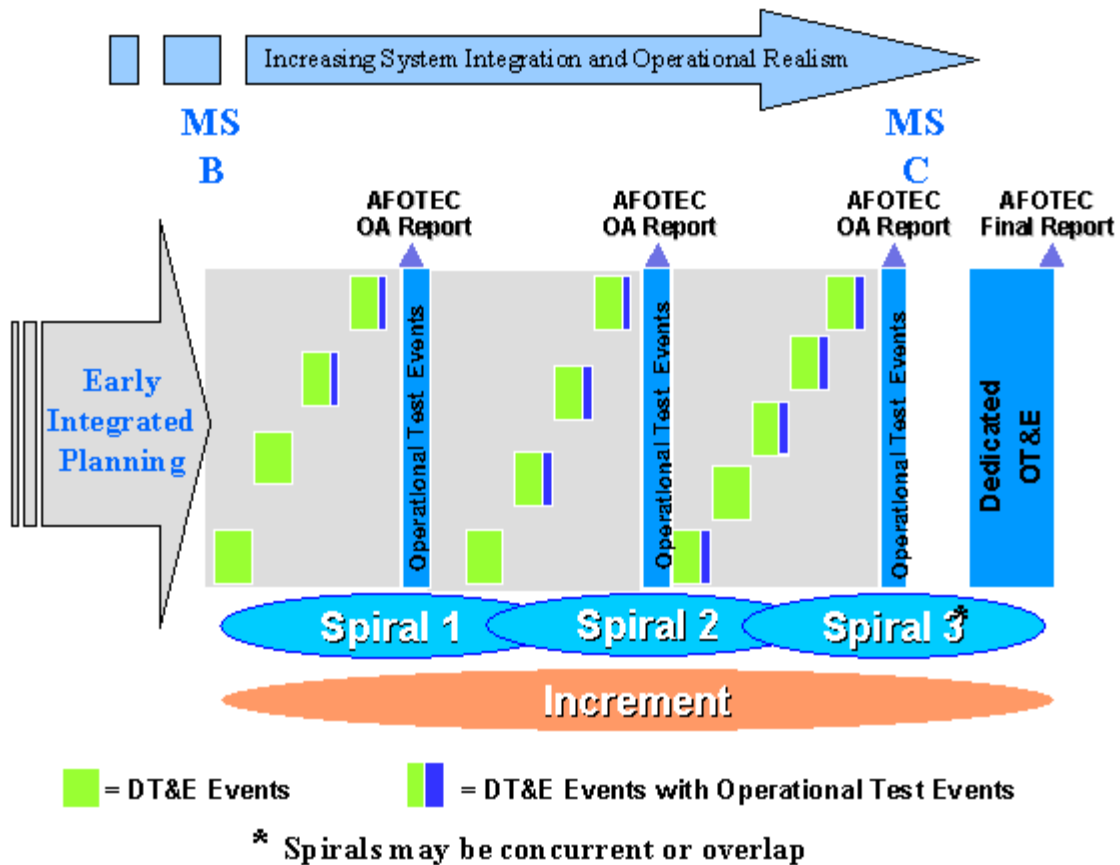 Increasing System Integration and Operational Realism
MS
B
MS
C
AFOTEC
OA Report
AFOTEC
OA Report
AFOTEC
OA Report
AFOTEC
Final Report
Early
Integrated
Planning
Operational Test Events
Operational Test Events
Operational Test Events
Dedicated
OT&E
Spiral 1
Spiral 2
Spiral 3*
Increment
= DT&E Events
= DT&E Events with Operational Test Events
* Spirals may be concurrent or overlap